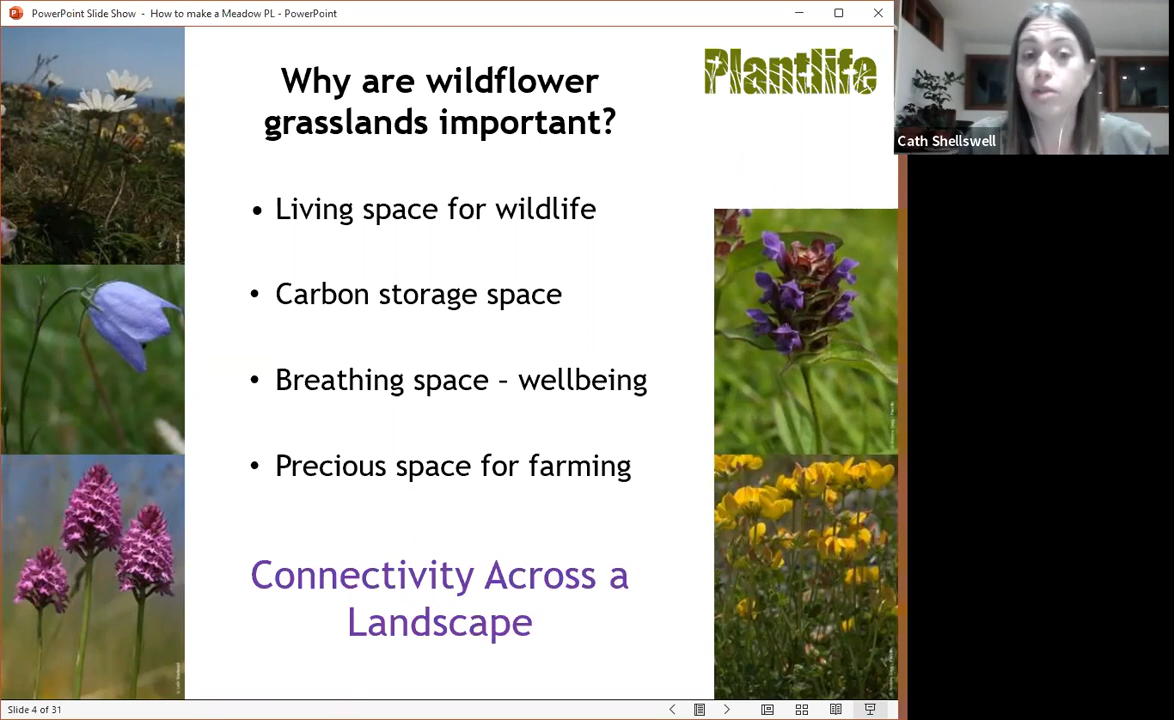 PowerPoint Slide Show - How to make a Meadow PL - PowerPoint
Why are wildflower
grasslands important?
Plantlife
Cath Shellswell
• Living space for wildlife
• Carbon storage space
• Breathing space – wellbeing
• Precious space for farming
Connectivity Across a
Landscape
Slide 4 of 31